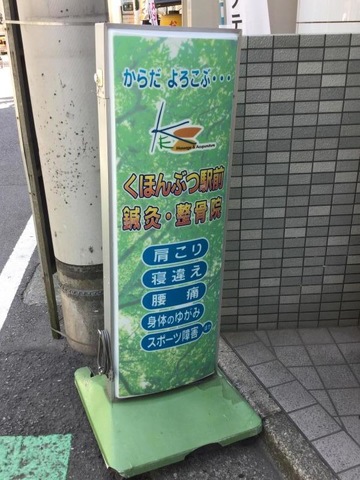 からだ よろこぶ・・・
KES
くほんぶつ駅前
鍼灸・整骨院
肩こり
寝違え
腰痛
身体のゆがみ
スポーツ障害